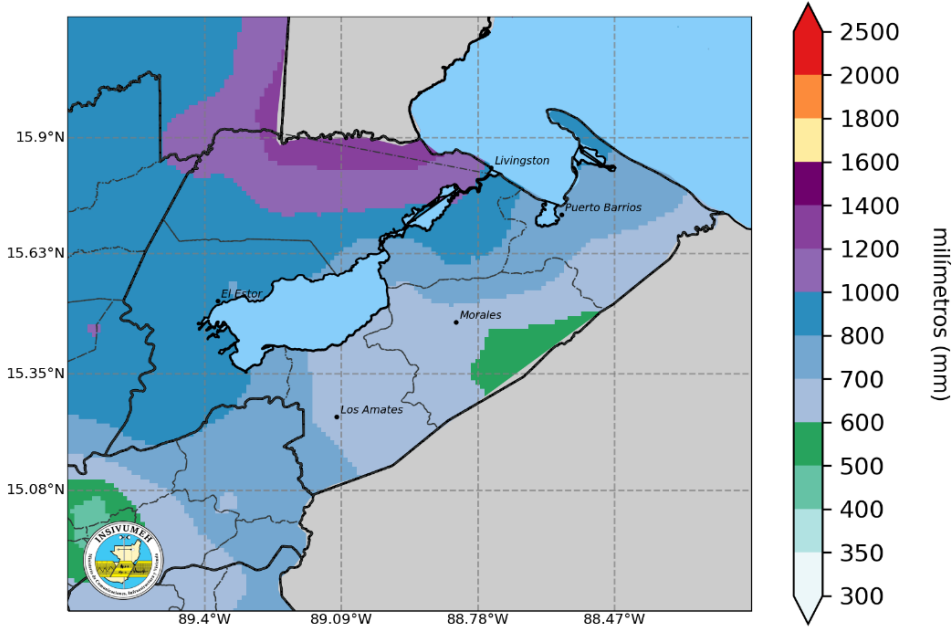 15.9°N
15.63°N
15.35°N
15.08°N
89.4°W
89.09°W
88.78°W
88.47°W
Livingston
Puerto Barrios
El Estor
Morales
Los Amates
INSIVUMEH
2500
2000
1800
1600
1400
1200
1000
800
700
600
500
400
350
300
milímetros (mm)